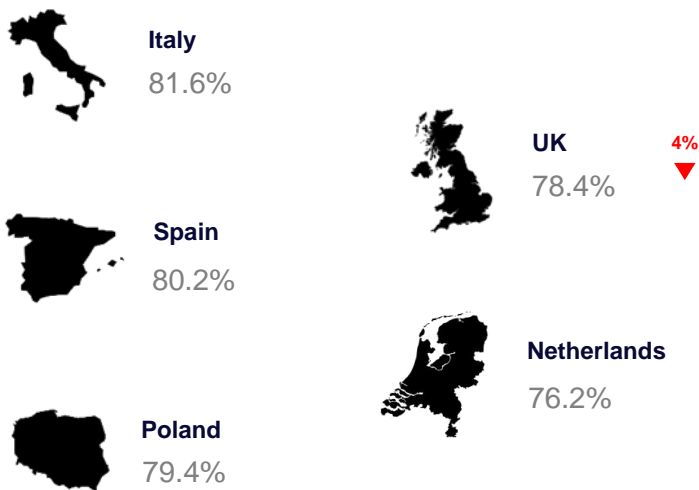 Italy
81.6%
Spain
80.2%
Poland
79.4%
UK
78.4%
4%
Netherlands
76.2%